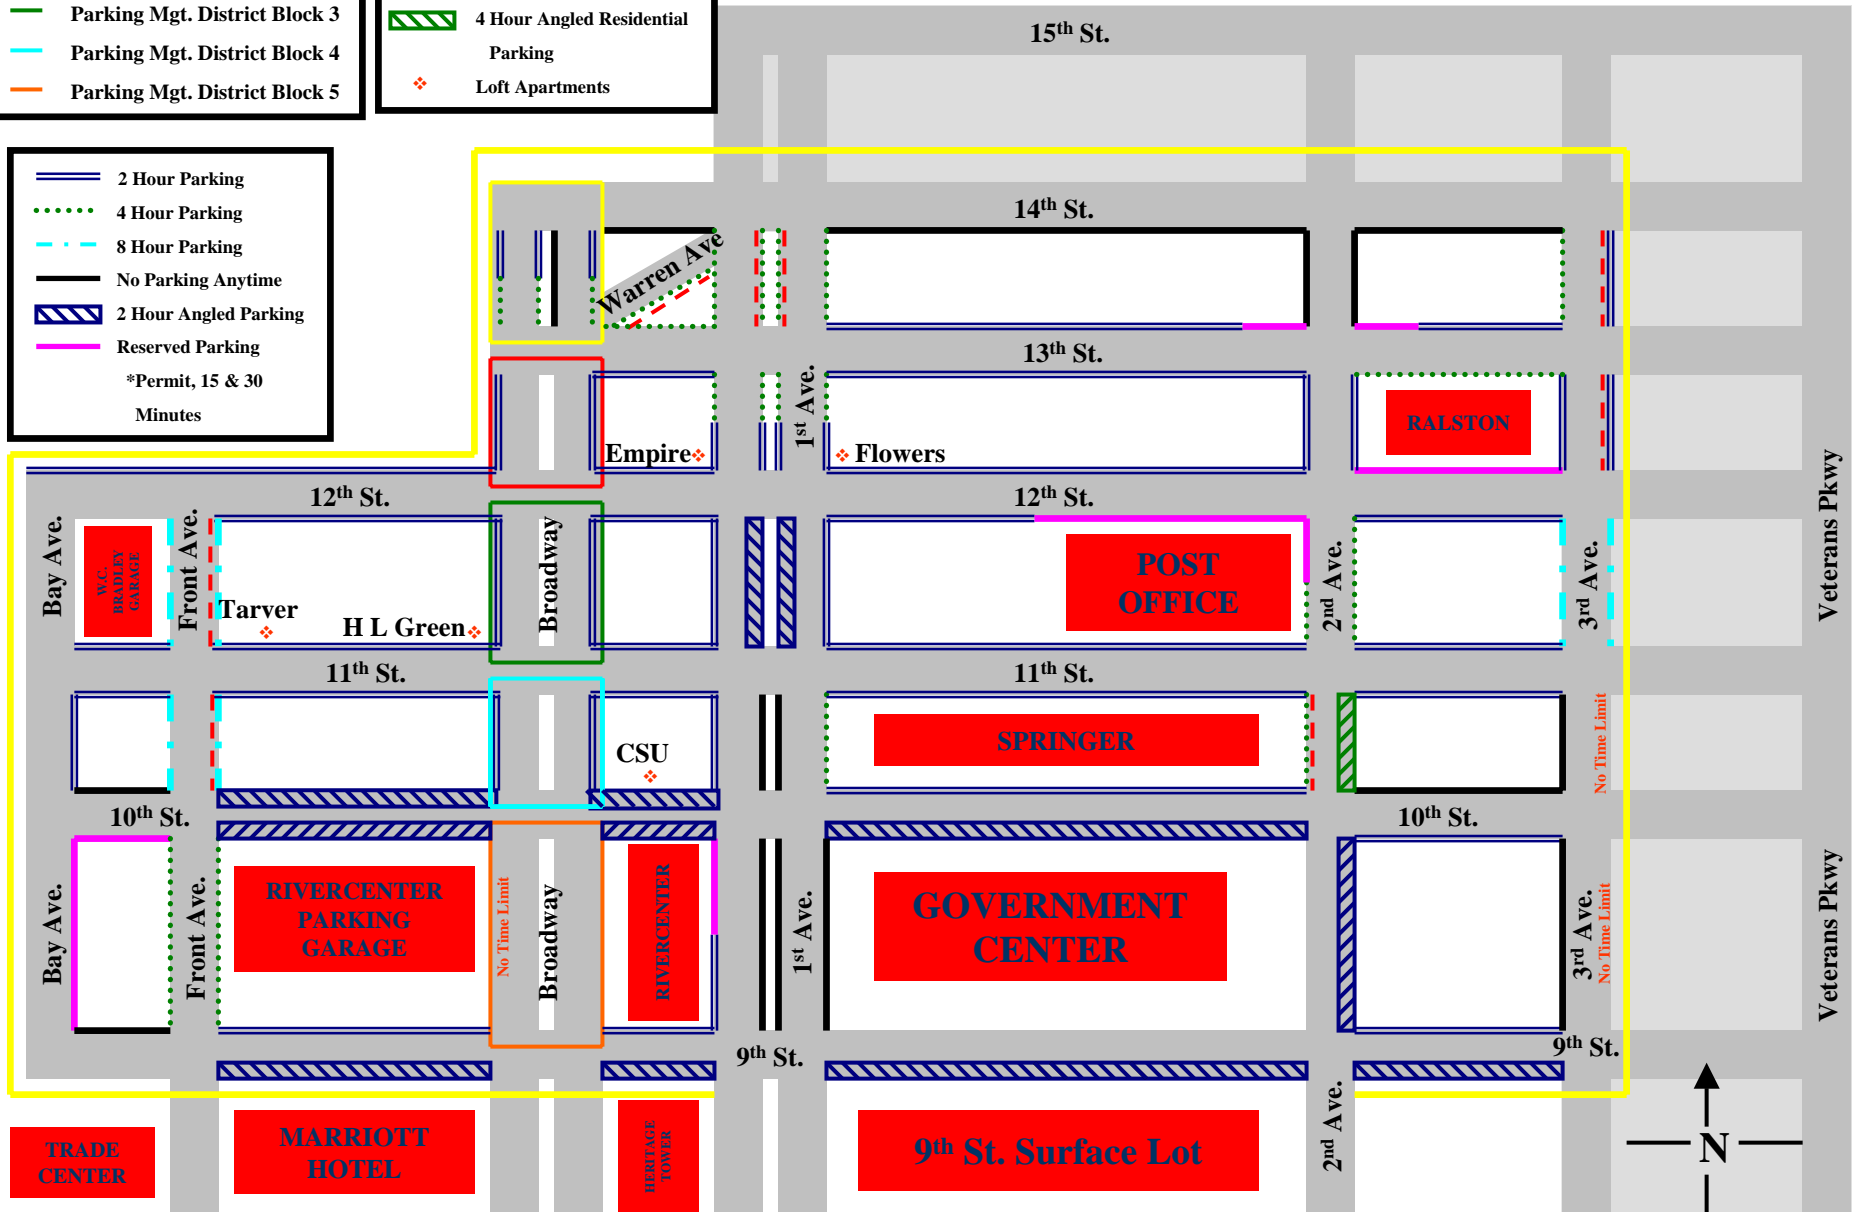 Parking Mgt. District Block 3
Parking Mgt. District Block 4
Parking Mgt. District Block 5
4 Hour Angled Residential
Parking
Loft Apartments
2 Hour Parking
4 Hour Parking
8 Hour Parking
No Parking Anytime
2 Hour Angled Parking
Reserved Parking
*Permit, 15 & 30
Minutes
15th St.
14th St.
Warren Ave
13th St.
1st Ave.
RALSTON
Empire
Flowers
12th St.
12th St.
Bay Ave.
W.C.
BRADLEY
GARAGE
Front Ave.
Tarver
H L Green
Broadway
POST
OFFICE
2nd Ave.
3rd Ave.
Veterans Pkwy
11th St.
11th St.
CSU
SPRINGER
No Time Limit
10th St.
10th St.
Bay Ave.
Front Ave.
RIVERCENTER
PARKING
GARAGE
No Time Limit
Broadway
RIVERCENTER
1st Ave.
GOVERNMENT
CENTER
3rd Ave.
No Time Limit
Veterans Pkwy
9th St.
9th St.
TRADE
CENTER
MARRIOTT
HOTEL
HERITAGE
TOWER
9th St. Surface Lot
2nd Ave.
N